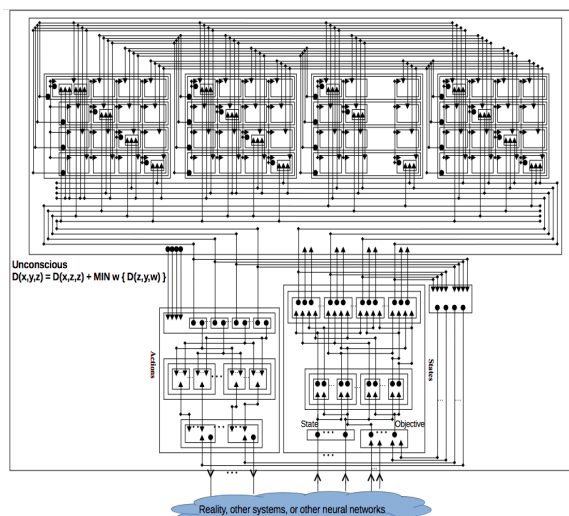 Unconscious
D(x,y,z) = D(x,z,z) + MIN w { D(z,y,w) }
Actions
States
State
Objective
Reality, other systems, or other neural networks